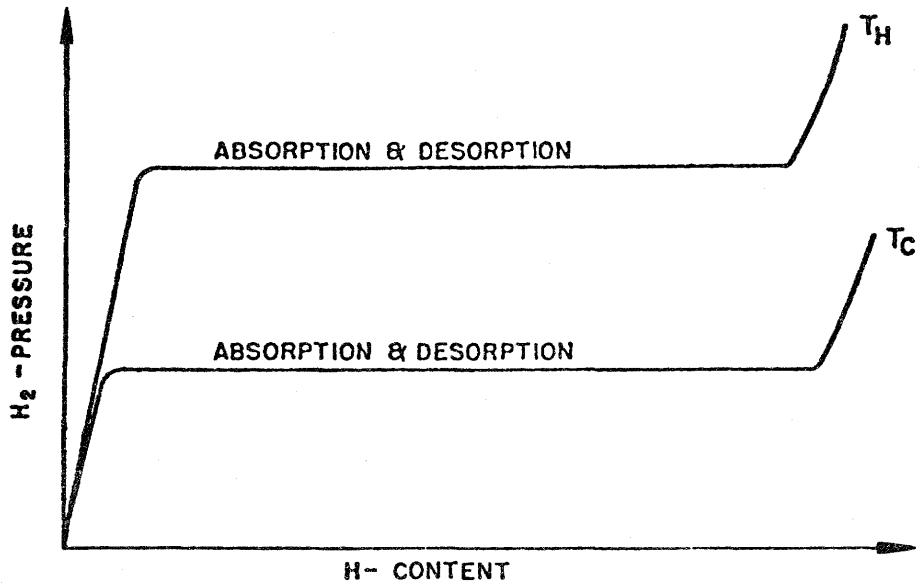 T_H
ABSORPTION & DESORPTION
T_C
ABSORPTION & DESORPTION
H₂ -PRESSURE
H- CONTENT